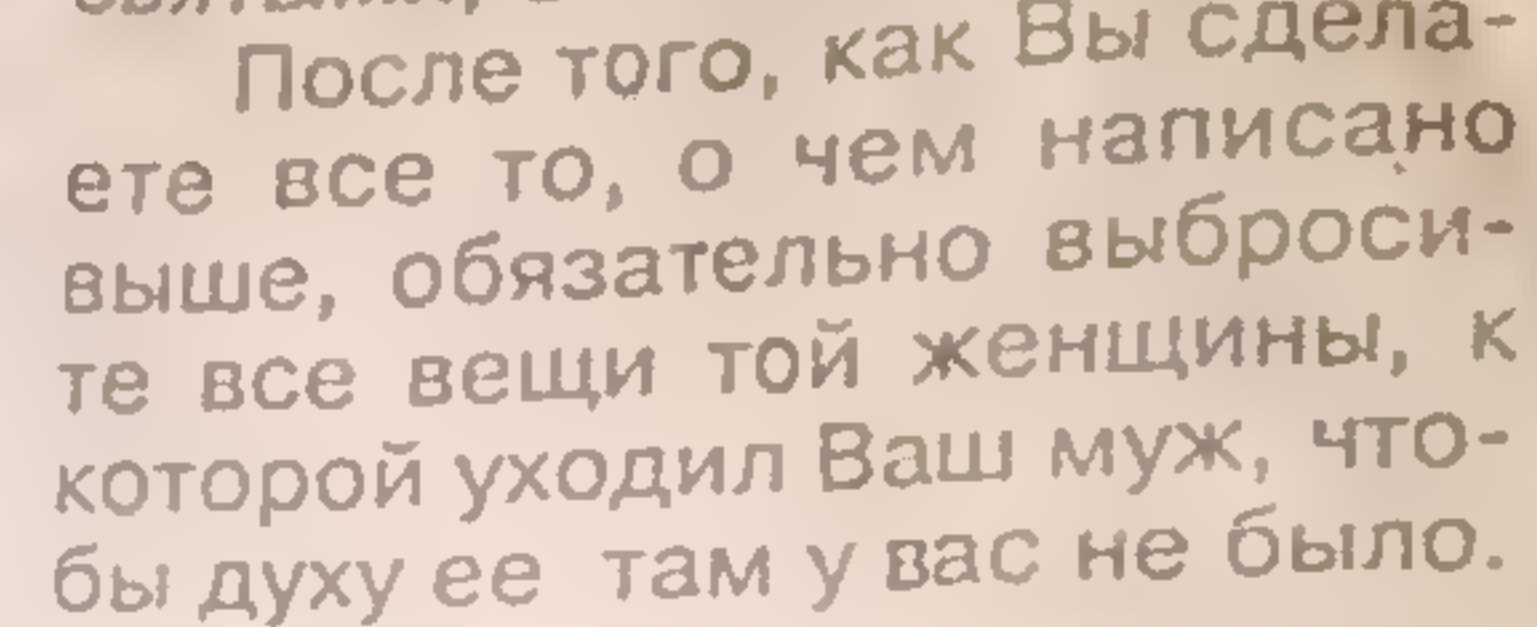 После того, как Вы сдела-
ете все то, о чем написано
выше, обязательно выброси-
те все вещи той женщины, к
которой уходил Ваш муж, что-
бы духу ее там у вас не было.